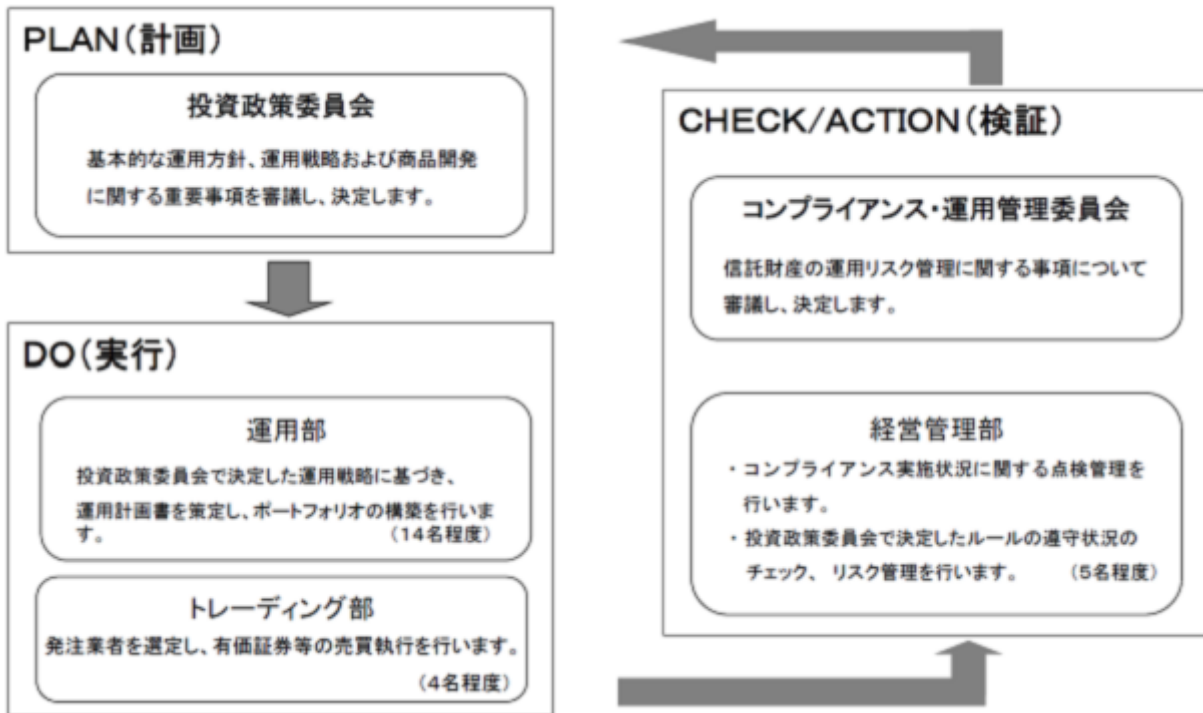 PLAN(計画)
投資政策委員会
基本的な運用方針、運用戦略および商品開発
に関する重要事項を審議し、決定します。
DO(実行)
運用部
投資政策委員会で決定した運用戦略に基づき、
運用計画書を策定し、ポートフォリオの構築を行いま
す。 (14名程度)
トレーディング部
発注業者を選定し、有価証券等の売買執行を行います。
(4名程度)
CHECK/ACTION(検証)
コンプライアンス・運用管理委員会
信託財産の運用リスク管理に関する事項について
審議し、決定します。
経営管理部
・コンプライアンス実施状況に関する点検管理を
行います。
・投資政策委員会で決定したルールの遵守状況の
チェック、リスク管理を行います。 (5名程度)